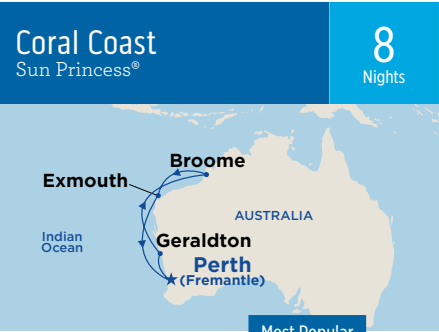 Coral Coast
Sun Princess®
8
Nights
Broome
Exmouth
AUSTRALIA
Indian
Ocean
Geraldton
Perth
(Fremantle)
Most Popular